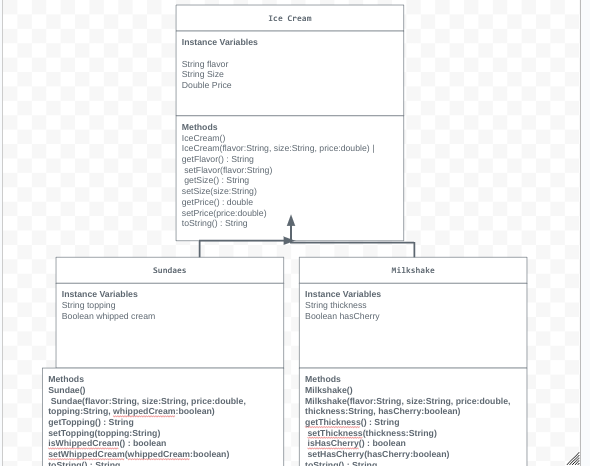 Ice Cream
Instance Variables
String flavor
String Size
Double Price
Methods
IceCream()
IceCream(flavor:String, size:String, price:double) |
getFlavor() : String
setFlavor(flavor:String)
getSize() : String
setSize(size:String)
getPrice() : double
setPrice(price:double)
toString() : String
Sundaes
Instance Variables
String topping
Boolean whipped cream
Methods
Sundae()
Sundae(flavor:String, size:String, price:double,
topping:String, whippedCream:boolean)
getTopping() : String
setTopping(topping:String)
isWhippedCream() : boolean
setWhippedCream(whippedCream:boolean)
toString() : String
Milkshake
Instance Variables
String thickness
Boolean hasCherry
Methods
Milkshake()
Milkshake(flavor:String, size:String, price:double,
thickness:String, hasCherry:boolean)
getThickness() : String
setThickness(thickness:String)
isHasCherry() : boolean
setHasCherry(hasCherry:boolean)
toString() : String